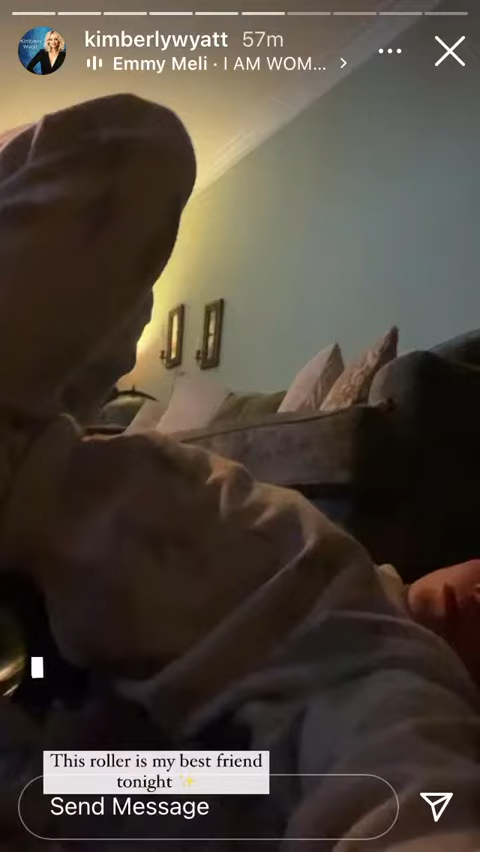 kimberlywyatt 57m
Emmy Meli · I AM WOM...
This roller is my best friend
tonight ✨
Send Message